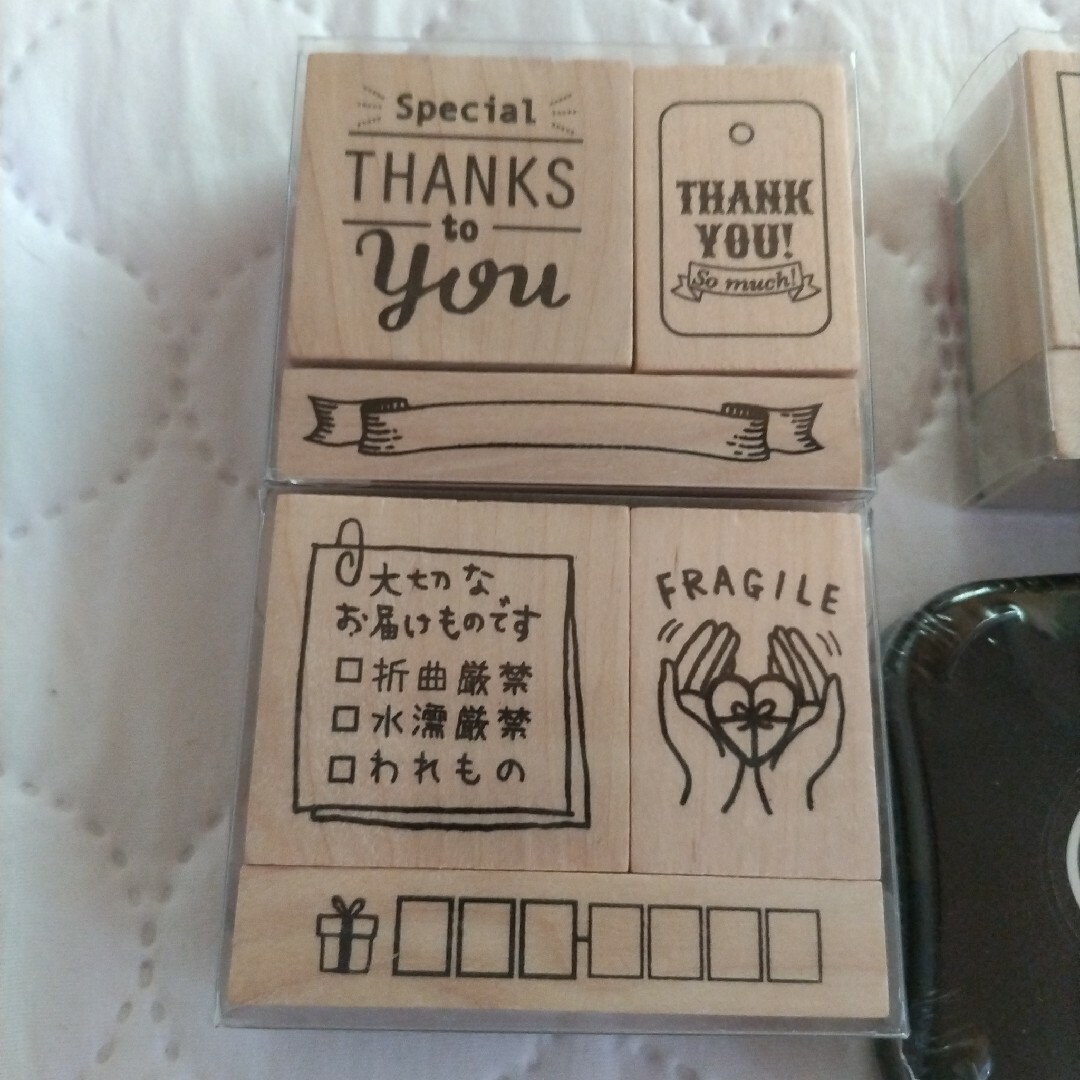 Special
THANKS
to
You
THANK
YOU!
So much!
大切な
お届けものです
□折曲厳禁
□水濡厳禁
□われもの
FRAGILE